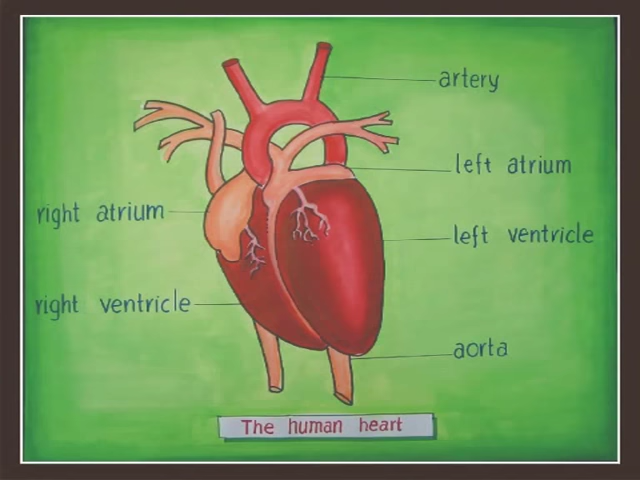 artery
left atrium
right atrium
left ventricle
right ventricle
aorta
The human heart